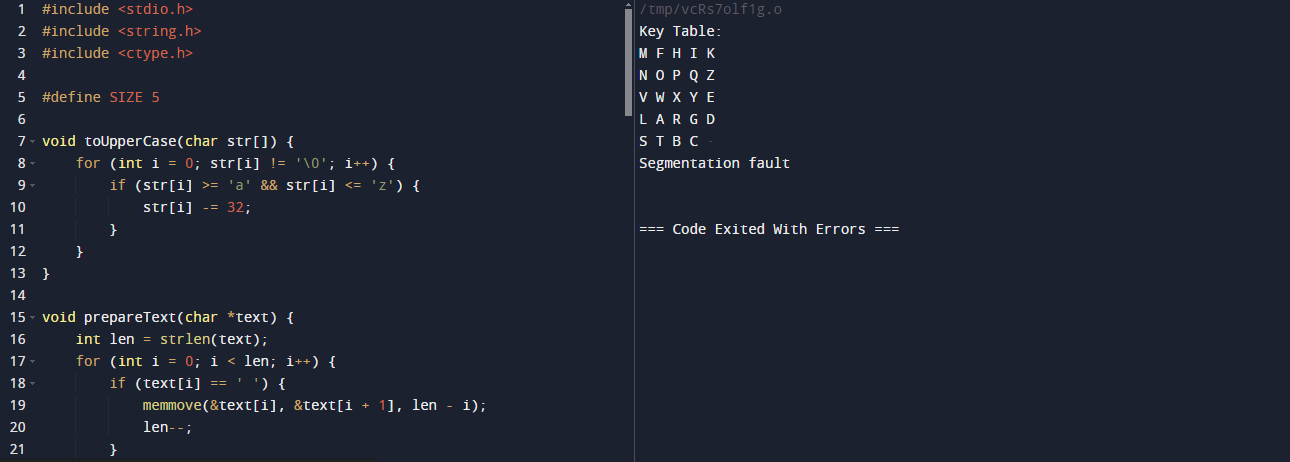 1 #include <stdio.h>
2 #include <string.h>
3 #include <ctype.h>
4
5 #define SIZE 5
6
7 void toUpperCase(char str[]) {
8     for (int i = 0; str[i] != '\0'; i++) {
9         if (str[i] >= 'a' && str[i] <= 'z') {
10             str[i] -= 32;
11         }
12     }
13 }
14
15 void prepareText(char *text) {
16     int len = strlen(text);
17     for (int i = 0; i < len; i++) {
18         if (text[i] == ' ') {
19             memmove(&text[i], &text[i + 1], len - i);
20             len--;
21         }
/tmp/vcRs7olf1g.o
Key Table:
M F H I K
N O P Q Z
V W X Y E
L A R G D
S T B C -
Segmentation fault
=== Code Exited With Errors ===